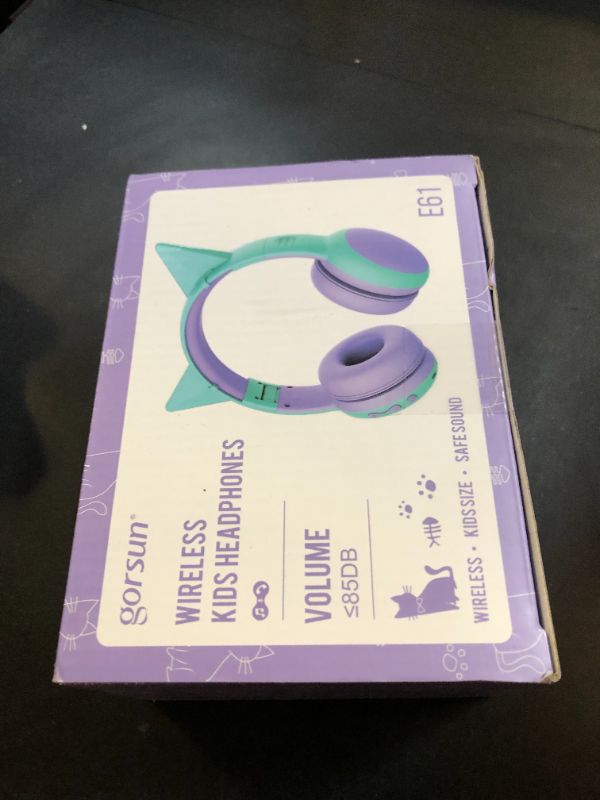 gorsun®
E61
WIRELESS
KIDS HEADPHONES
VOLUME
≤85DB
WIRELESS • KIDS SIZE • SAFE SOUND